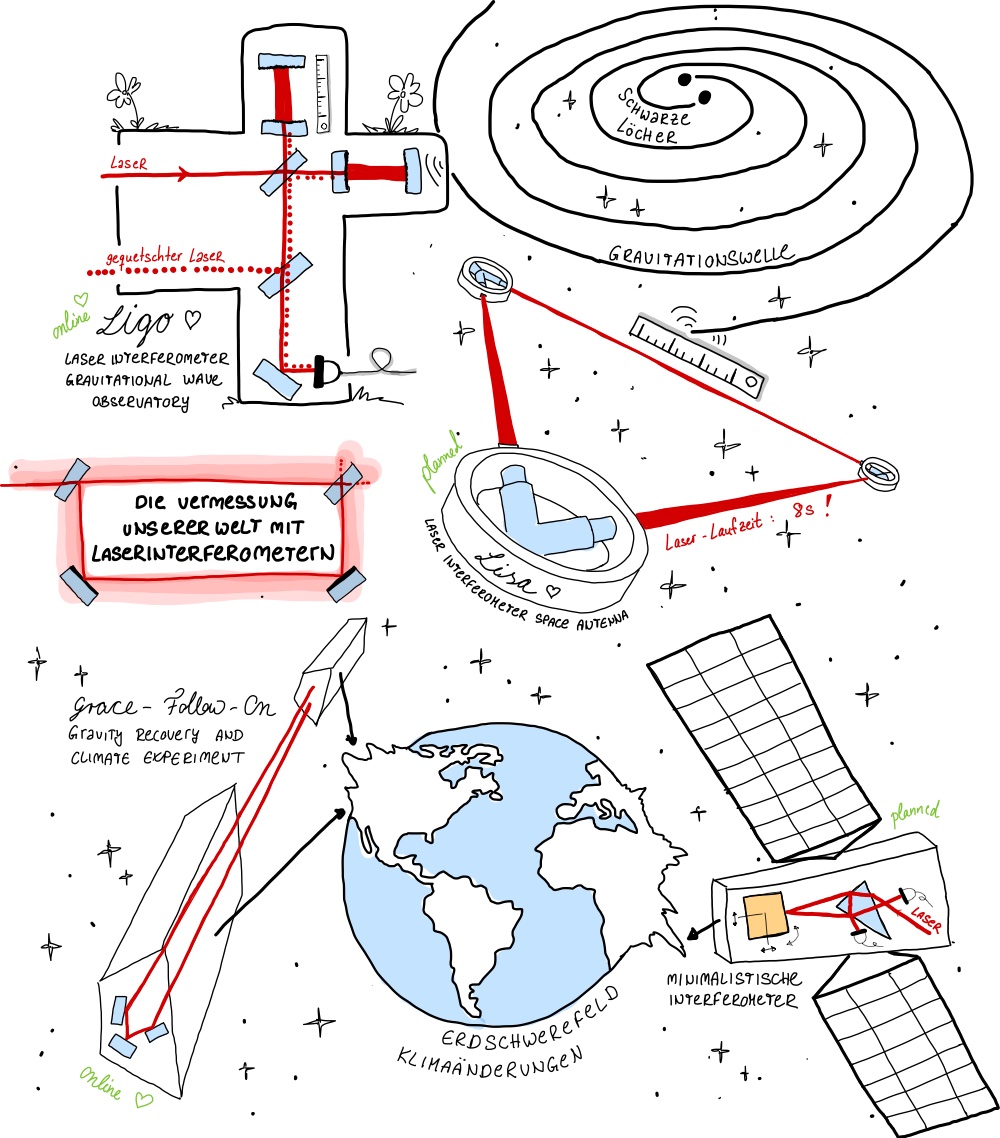 SCHWARZE
LÖCHER
GRAVITATIONSWELLE
Laser
gequetschter Laser
online
Ligo
LASER INTERFEROMETER
GRAVITATIONAL WAVE
OBSERVATORY
DIE VERMESSUNG
UNSERER WELT MIT
LASERINTERFEROMETERN
planned
Lisa
LASER INTERFEROMETER SPACE ANTENNA
Laser-Laufzeit: 8s!
Grace-Follow-On
GRAVITY RECOVERY AND
CLIMATE EXPERIMENT
online
ERDSCHWEREFELD
KLIMAÄNDERUNGEN
planned
LASER
MINIMALISTISCHE
INTERFEROMETER